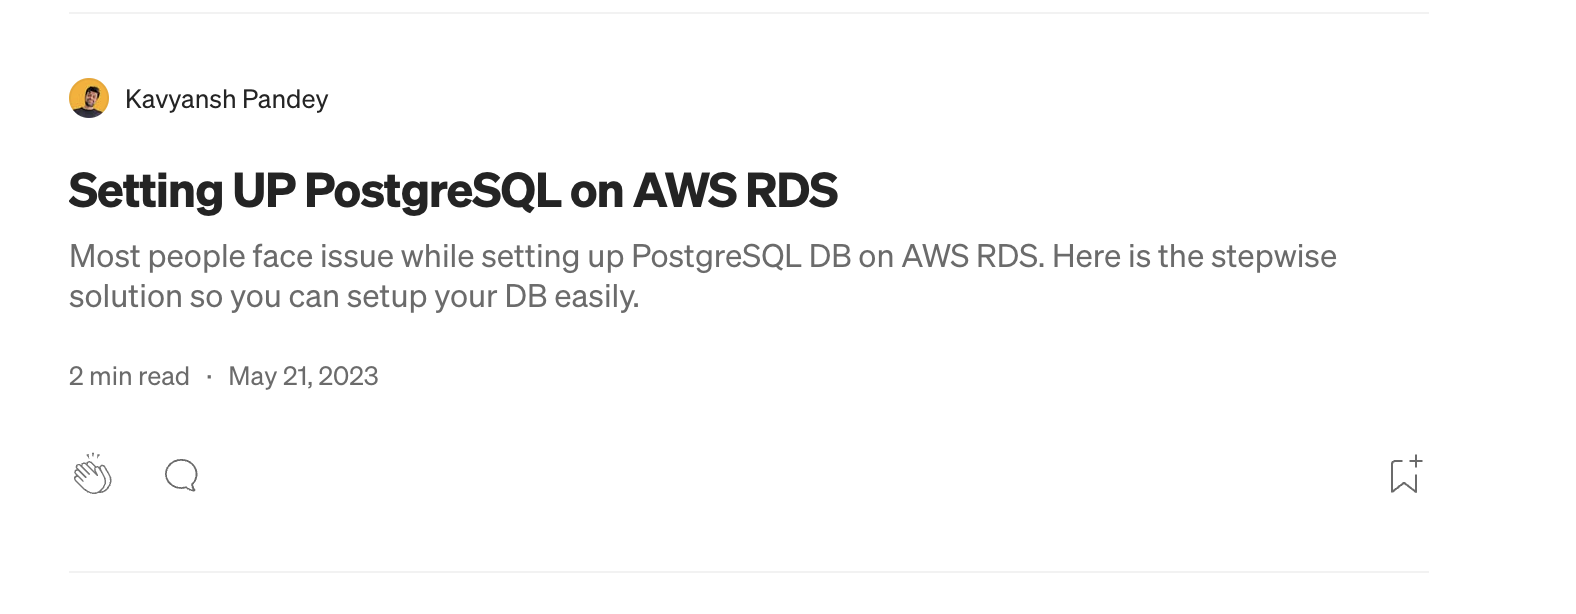 Kavyansh Pandey
Setting UP PostgreSQL on AWS RDS
Most people face issue while setting up PostgreSQL DB on AWS RDS. Here is the stepwise
solution so you can setup your DB easily.
2 min read · May 21, 2023